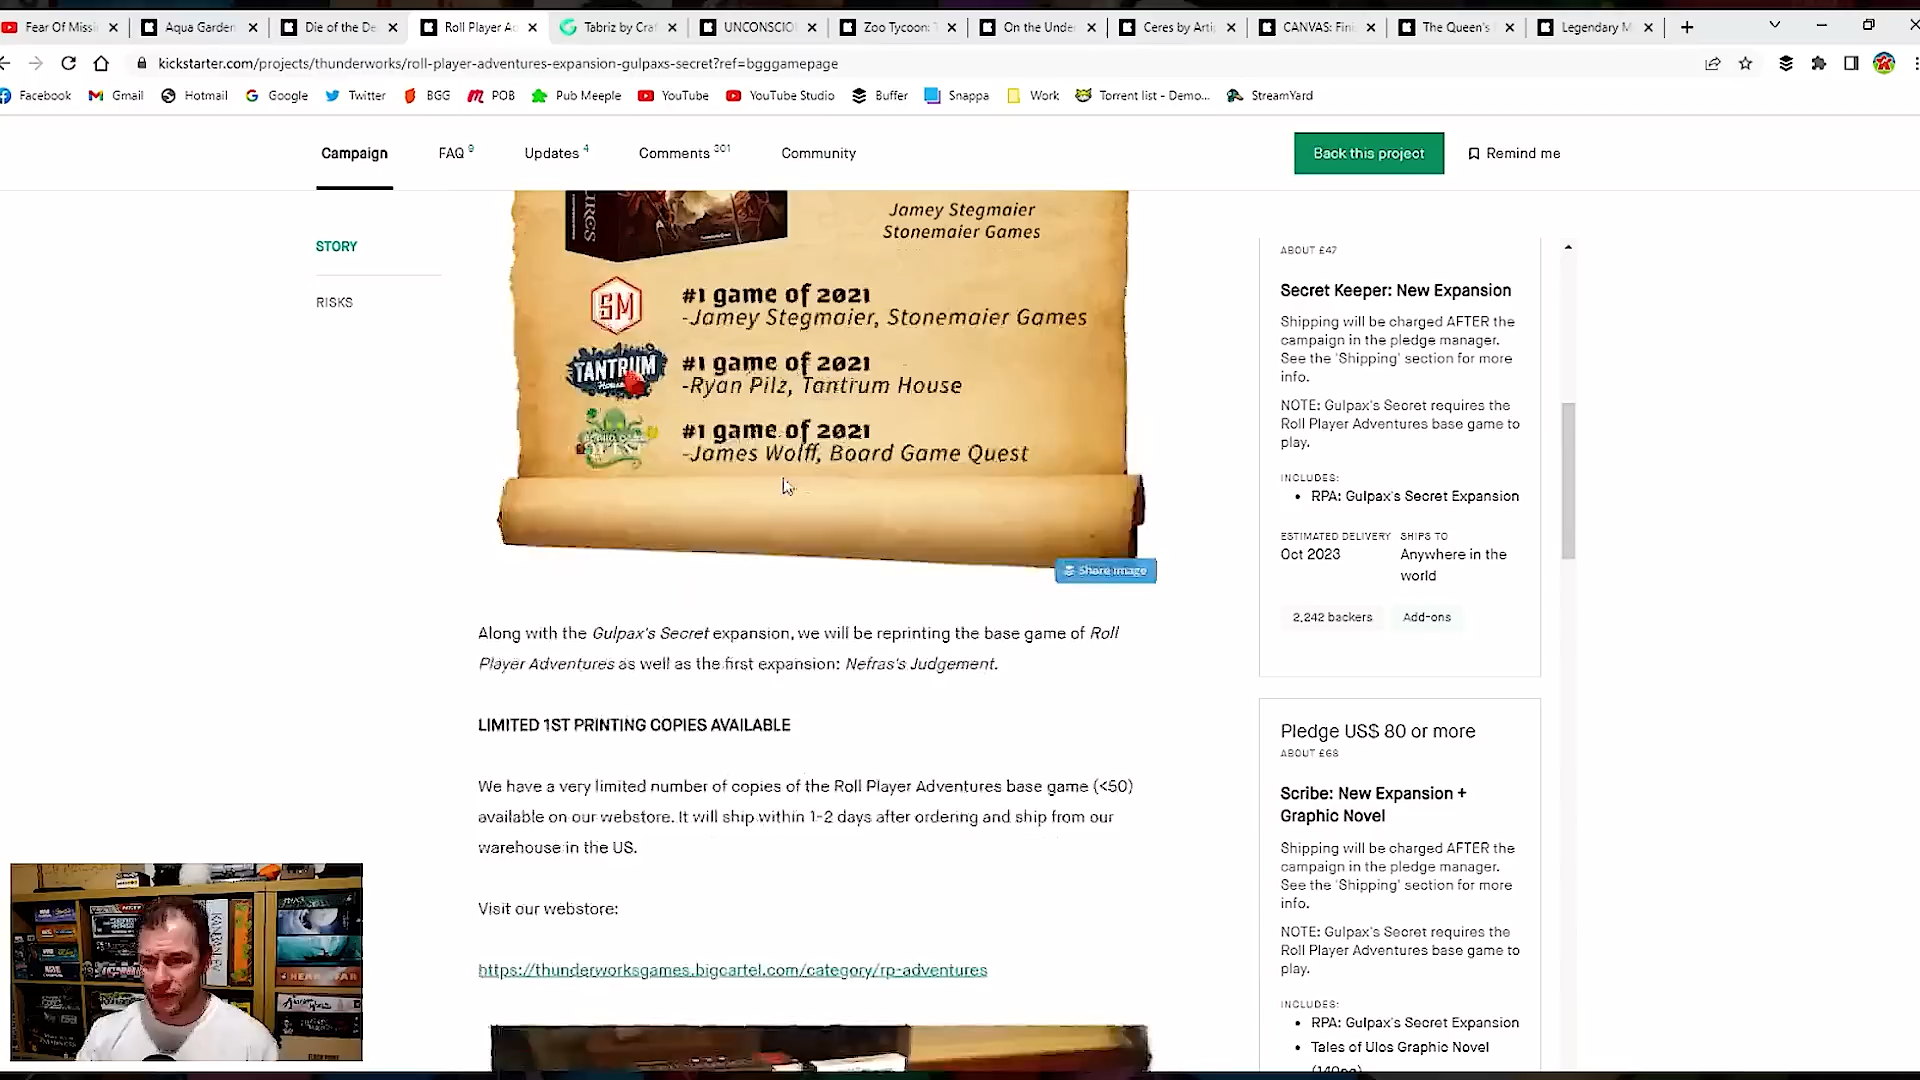 Fear Of Missi
Aqua Garden
Die of the De
Roll Player Ac
Tabriz by Craf
UNCONSCIO
Zoo Tycoon: T
On the Unde
Ceres by Arti
CANVAS: Fini
The Queen's
Legendary M
kickstarter.com/projects/thunderworks/roll-player-adventures-expansion-gulpaxs-secret?ref=bgggamepage
Facebook
Gmail
Hotmail
Google
Twitter
BGG
POB
Pub Meeple
YouTube
YouTube Studio
Buffer
Snappa
Work
Torrent list - Demo...
StreamYard
Campaign
FAQ 9
Updates 4
Comments 301
Community
Back this project
Remind me
STORY
RISKS
Jamey Stegmaier
Stonemaier Games
SM
#1 game of 2021
-Jamey Stegmaier, Stonemaier Games
TANTRUM
House
#1 game of 2021
-Ryan Pilz, Tantrum House
#1 game of 2021
-James Wolff, Board Game Quest
Share image
Along with the Gulpax's Secret expansion, we will be reprinting the base game of Roll
Player Adventures as well as the first expansion: Nefras's Judgement.
LIMITED 1ST PRINTING COPIES AVAILABLE
We have a very limited number of copies of the Roll Player Adventures base game (<50)
available on our webstore. It will ship within 1-2 days after ordering and ship from our
warehouse in the US.
Visit our webstore:
https://thunderworksgames.bigcartel.com/category/rp-adventures
ABOUT £47
Secret Keeper: New Expansion
Shipping will be charged AFTER the
campaign in the pledge manager.
See the 'Shipping' section for more
info.
NOTE: Gulpax's Secret requires the
Roll Player Adventures base game to
play.
INCLUDES:
• RPA: Gulpax's Secret Expansion
ESTIMATED DELIVERY
Oct 2023
SHIPS TO
Anywhere in the
world
2,242 backers
Add-ons
Pledge US$ 80 or more
ABOUT £68
Scribe: New Expansion +
Graphic Novel
Shipping will be charged AFTER the
campaign in the pledge manager.
See the 'Shipping' section for more
info.
NOTE: Gulpax's Secret requires the
Roll Player Adventures base game to
play.
INCLUDES:
• RPA: Gulpax's Secret Expansion
• Tales of Ulos Graphic Novel
(140pg)
KANBAN EV